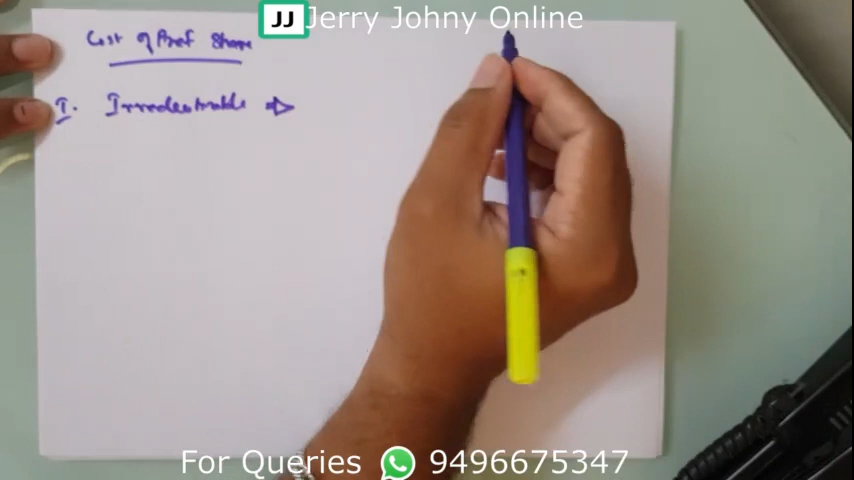 JJ Jerry Johny Online
Cost of Pref Share
I. Irredeemable ⇒
For Queries 9496675347